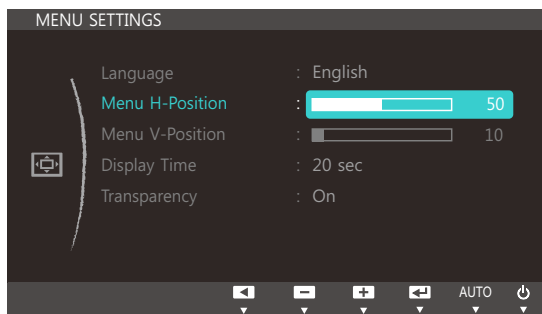 MENU SETTINGS
Language : English
Menu H-Position : 50
Menu V-Position : 10
Display Time : 20 sec
Transparency : On
AUTO